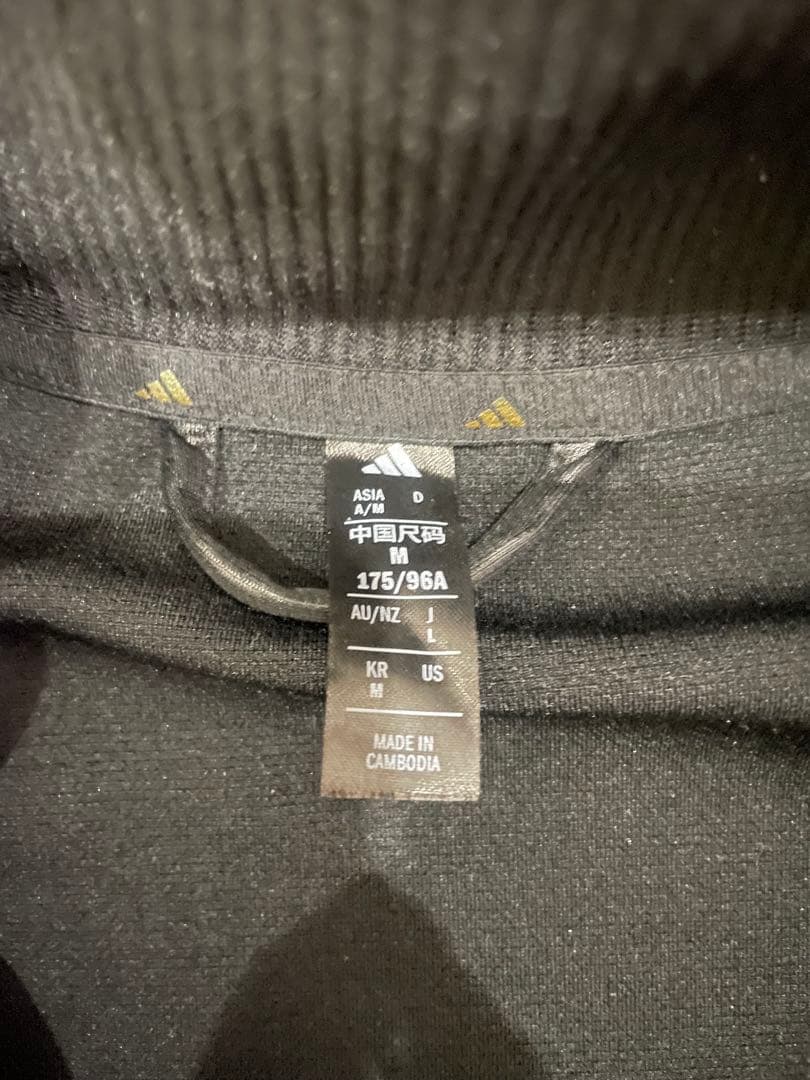 ASIA D
A/M
中国尺码
M
175/96A
AU/NZ J
L
KR US
M
MADE IN
CAMBODIA